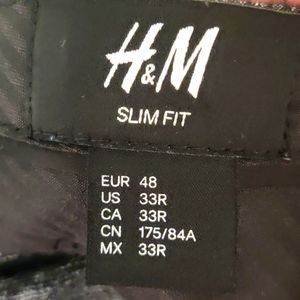 H&M
SLIM FIT
EUR 48
US 33R
CA 33R
CN 175/84A
MX 33R